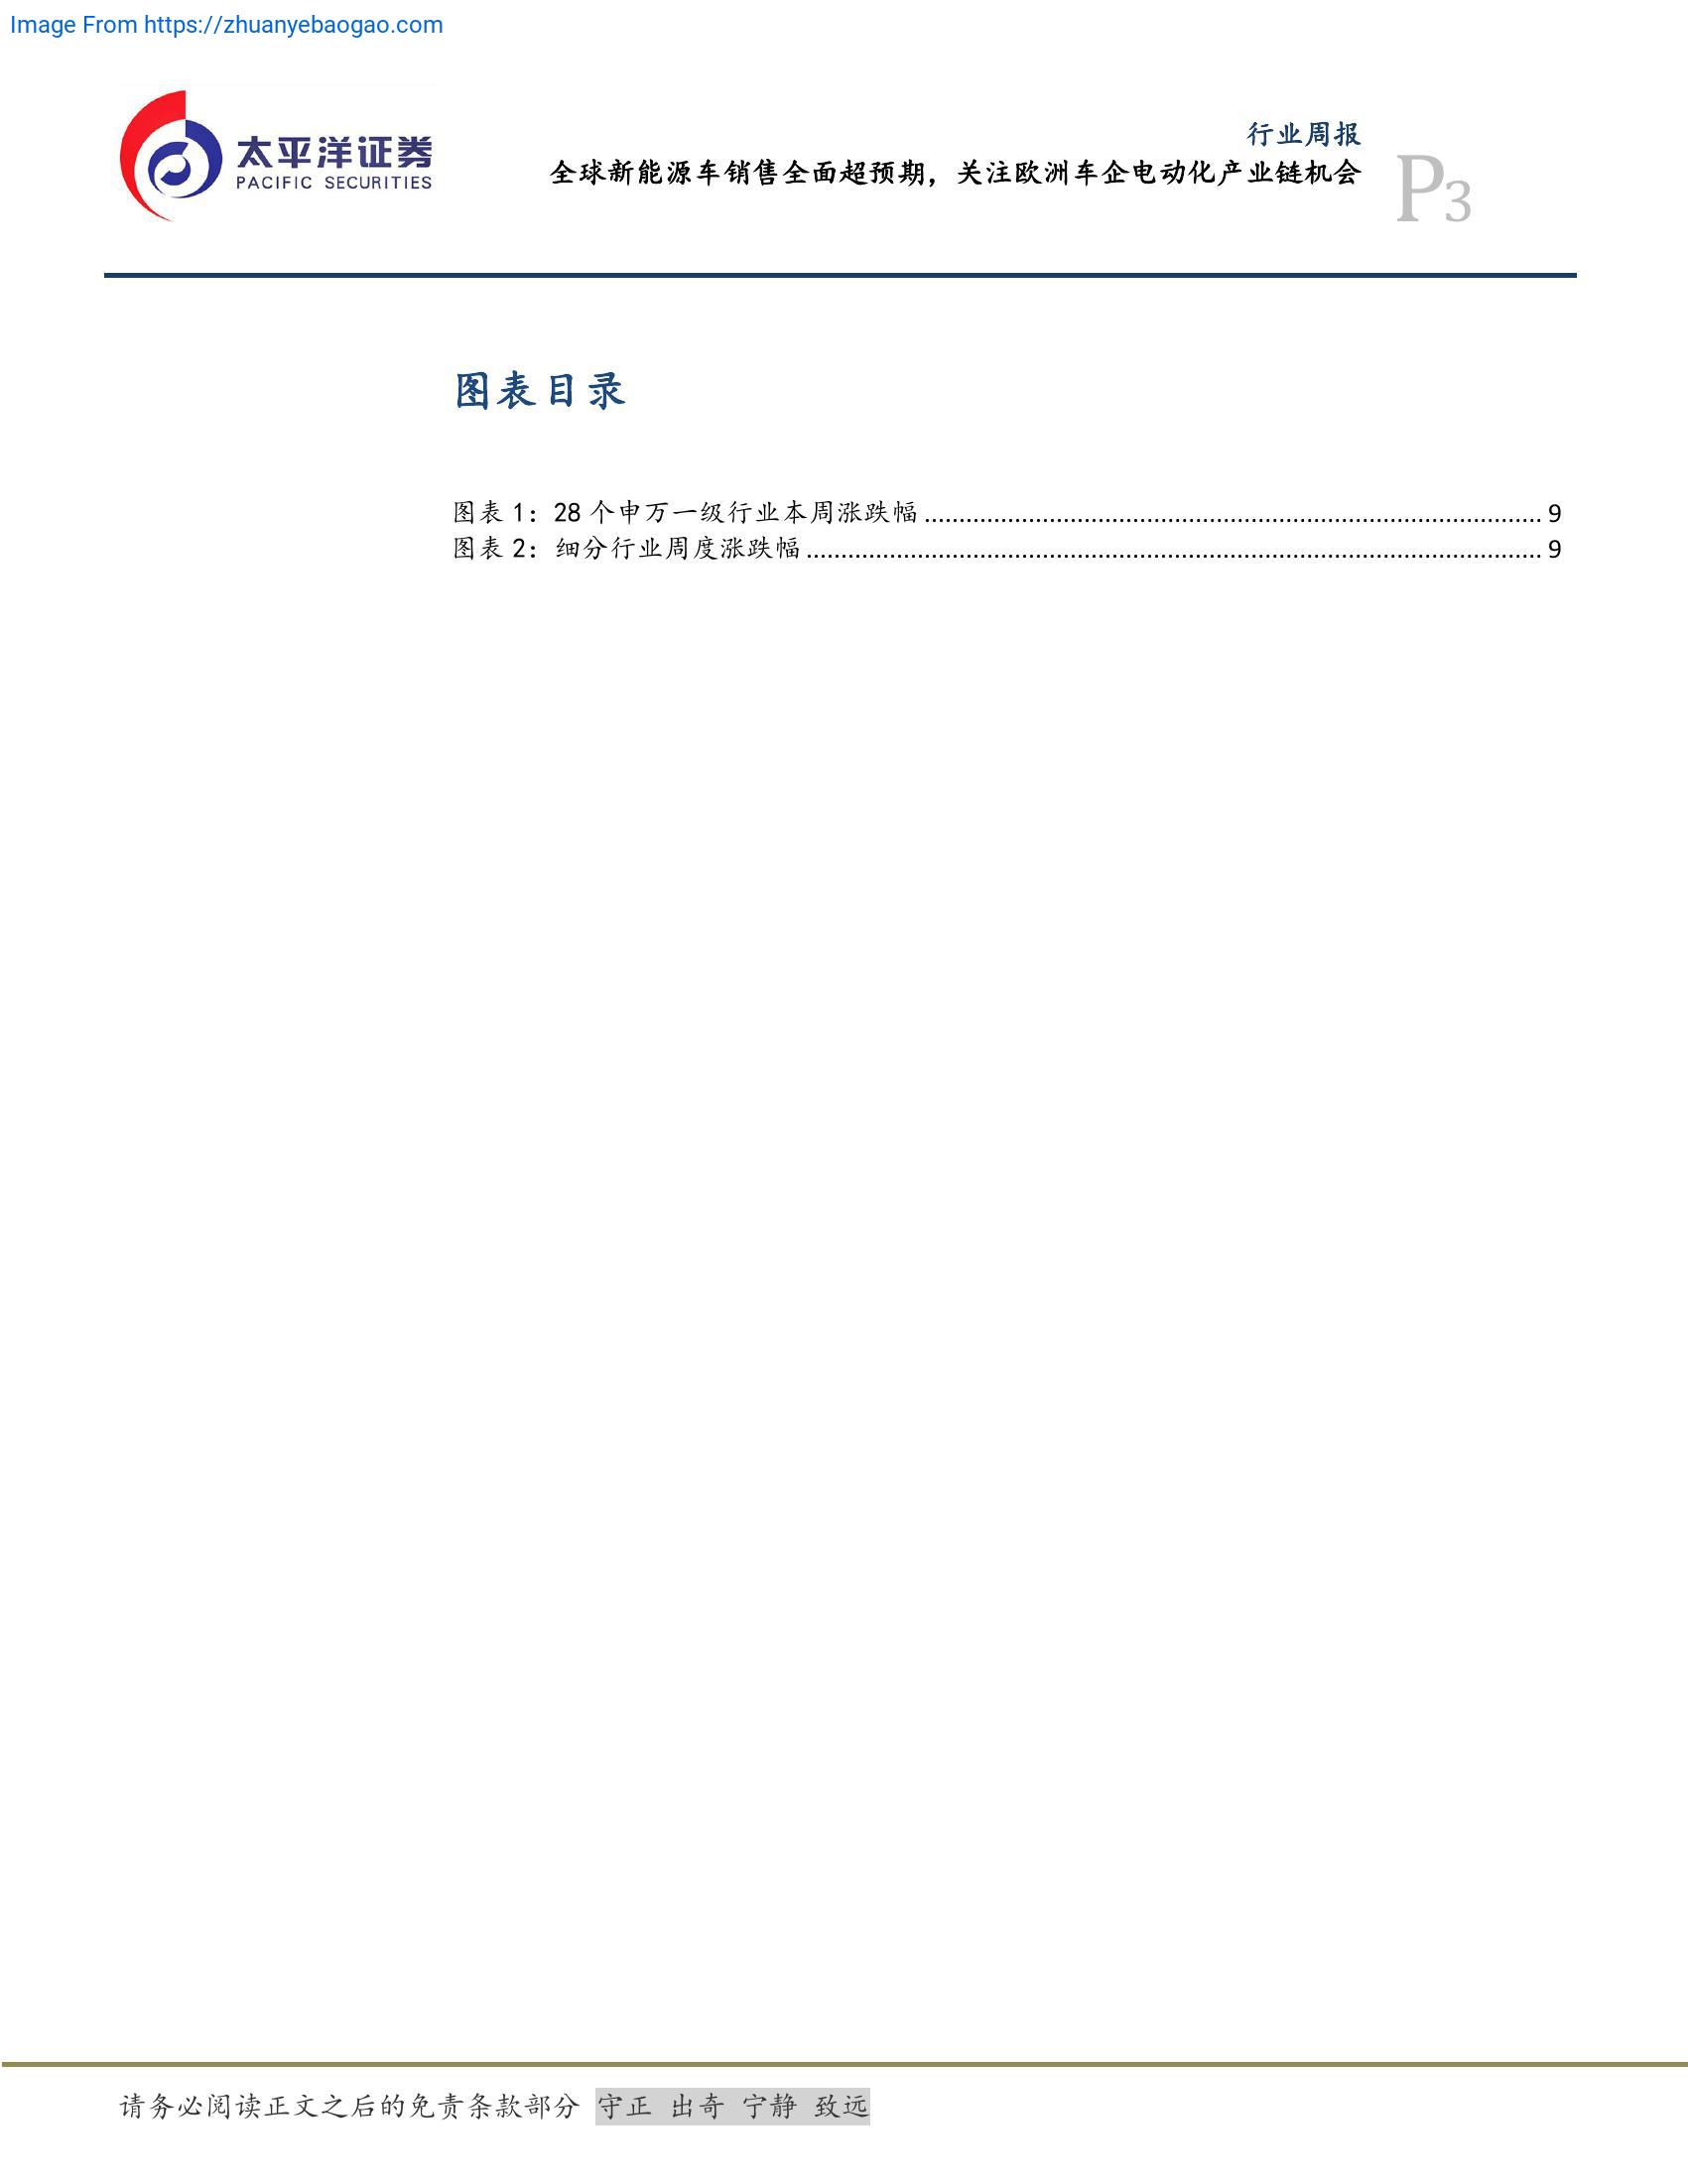 Image From https://zhuanyebaogao.com
太平洋证券
PACIFIC SECURITIES
行业周报
全球新能源车销售全面超预期，关注欧洲车企电动化产业链机会
P3
图表目录
图表 1：28 个申万一级行业本周涨跌幅 ........................................................................................ 9
图表 2：细分行业周度涨跌幅 ......................................................................................................... 9
请务必阅读正文之后的免责条款部分 守正 出奇 宁静 致远